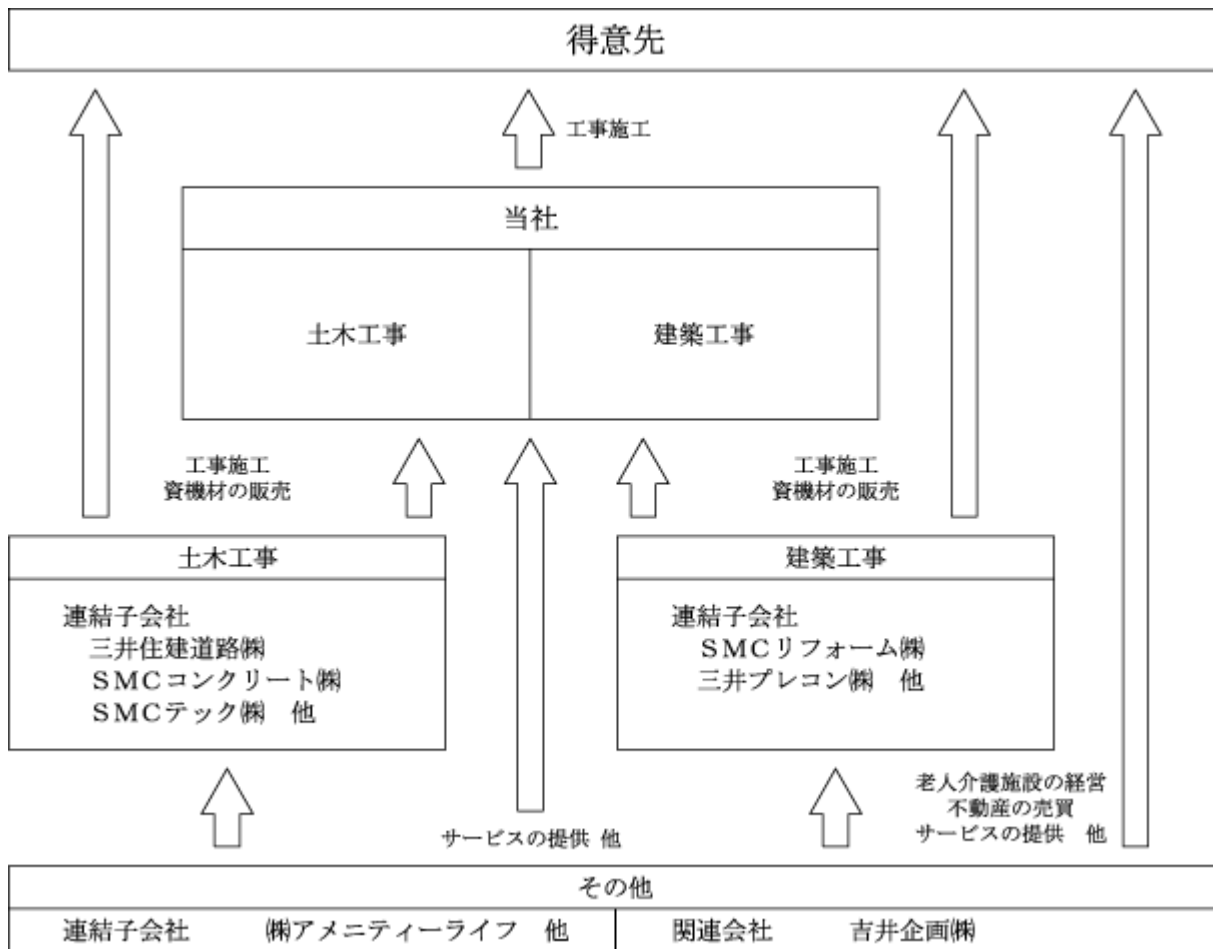 得意先
工事施工
当社
土木工事
建築工事
工事施工
資機材の販売
工事施工
資機材の販売
土木工事
連結子会社
三井住建道路㈱
ＳＭＣコンクリート㈱
ＳＭＣテック㈱　他
建築工事
連結子会社
ＳＭＣリフォーム㈱
三井プレコン㈱　他
サービスの提供 他
老人介護施設の経営
不動産の売買
サービスの提供　他
その他
連結子会社　㈱アメニティーライフ　他
関連会社　吉井企画㈱